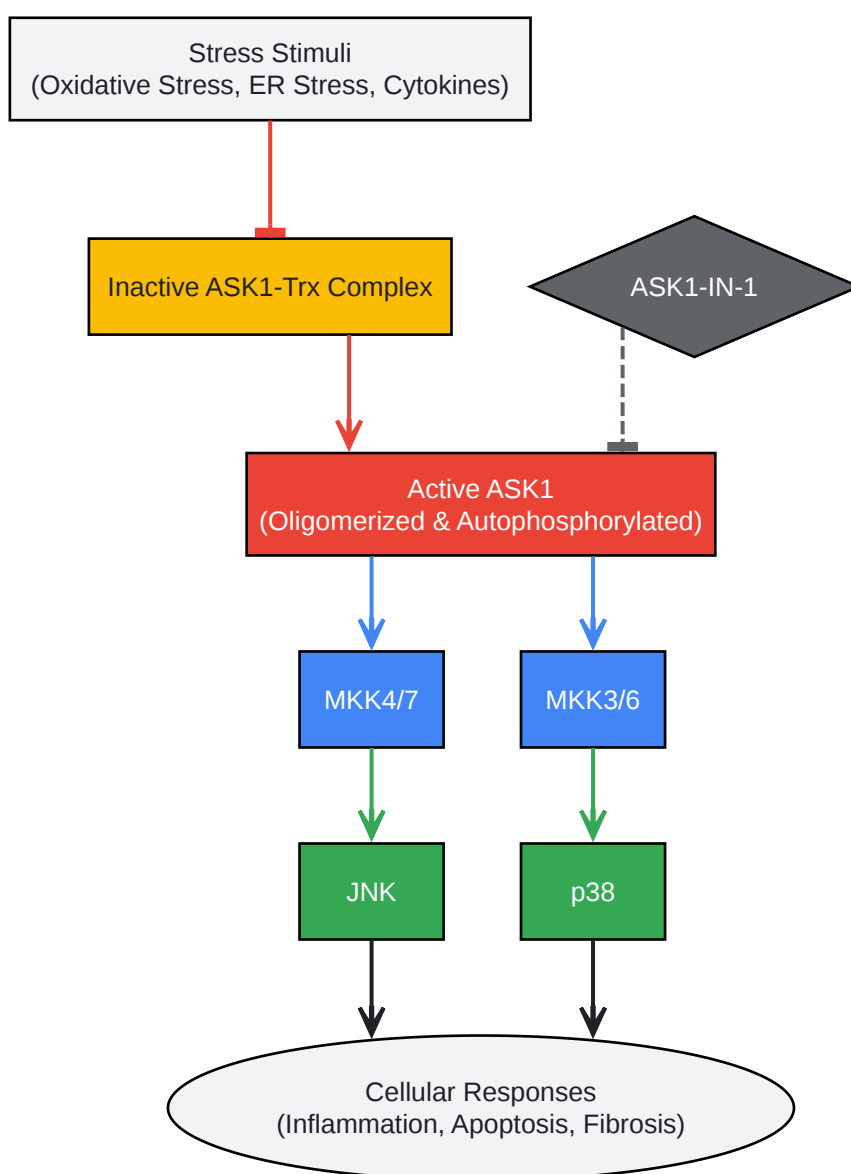 Stress Stimuli
(Oxidative Stress, ER Stress, Cytokines)
Inactive ASK1-Trx Complex
ASK1-IN-1
Active ASK1
(Oligomerized & Autophosphorylated)
MKK4/7
MKK3/6
JNK
p38
Cellular Responses
(Inflammation, Apoptosis, Fibrosis)